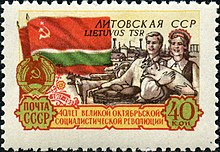 ЛИТОВСКАЯ ССР
LIETUVOS TSR
ПОЧТА
СССР
40 ЛЕТ ВЕЛИКОЙ ОКТЯБРЬСКОЙ
СОЦИАЛИСТИЧЕСКОЙ РЕВОЛЮЦИИ
40
КОП